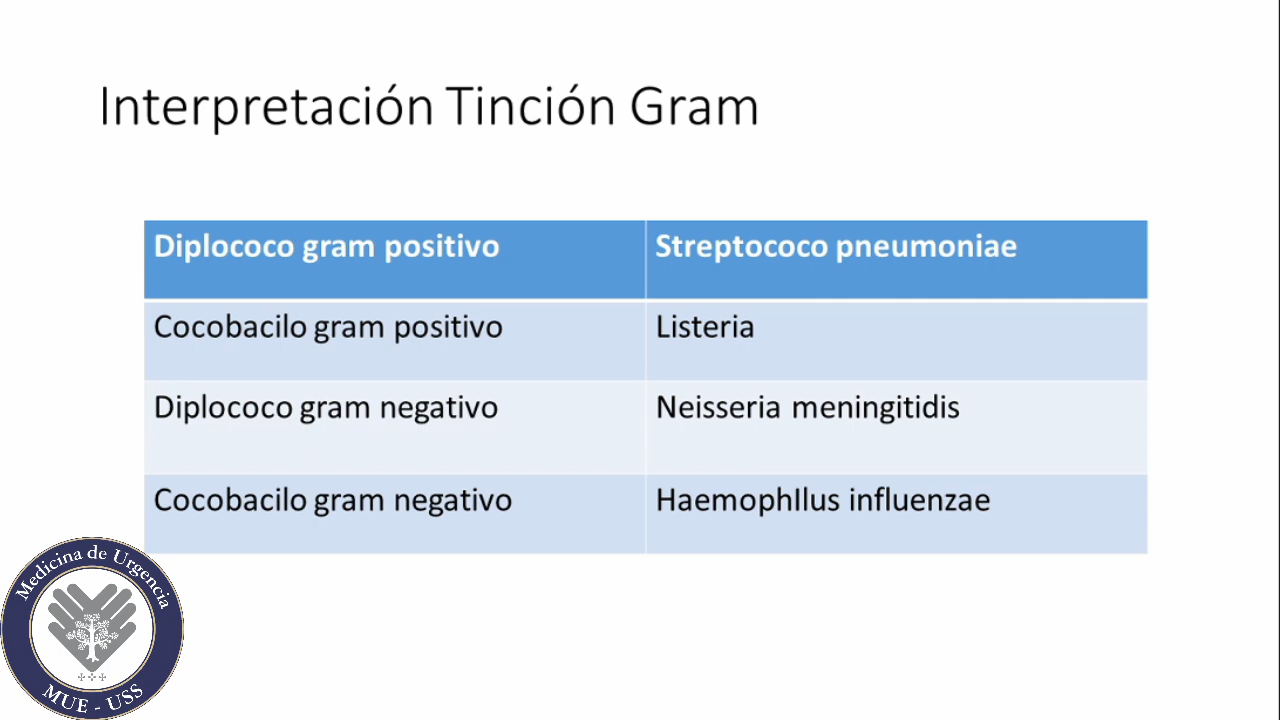 Interpretación Tinción Gram
Diplococo gram positivo Streptococo pneumoniae
Cocobacilo gram positivo Listeria
Diplococo gram negativo Neisseria meningitidis
Cocobacilo gram negativo HaemophIlus influenzae
Medicina de Urgencia
MUE - USS